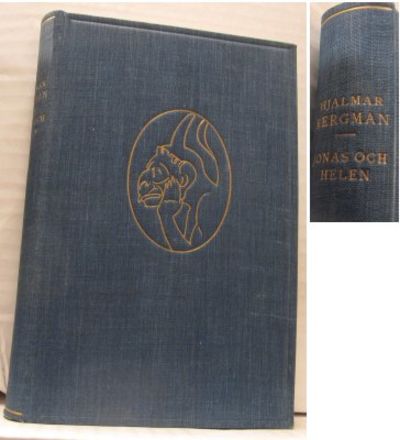 HJALMAR
BERGMAN
JONAS OCH
HELEN